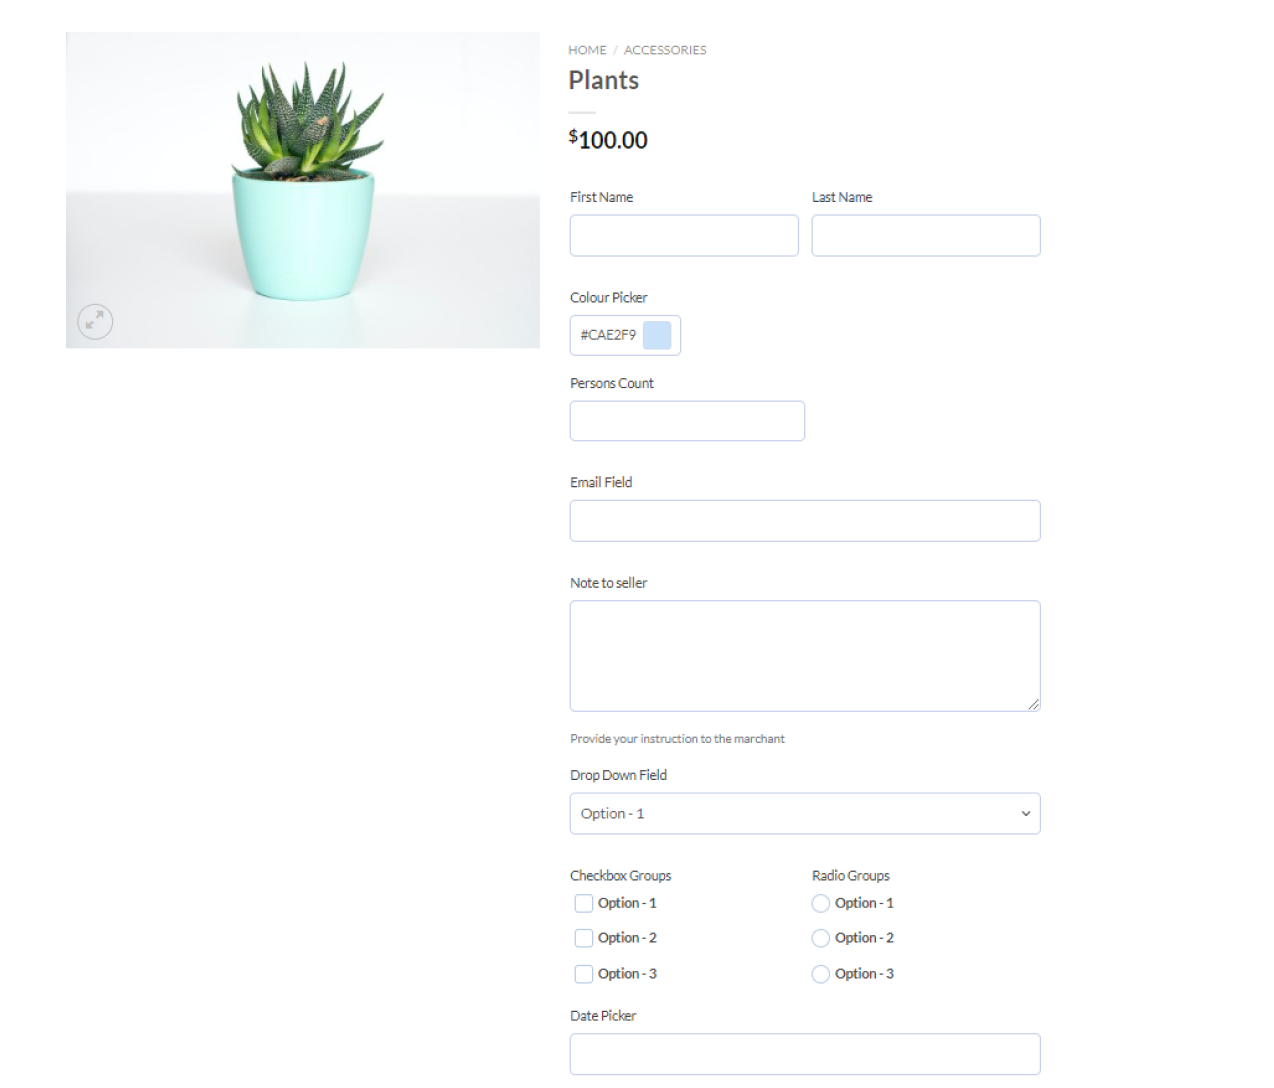 HOME / ACCESSORIES
Plants
$100.00
First Name Last Name
Colour Picker
#CAE2F9
Persons Count
Email Field
Note to seller
Provide your instruction to the marchant
Drop Down Field
Option - 1
Checkbox Groups Radio Groups
Option - 1 Option - 1
Option - 2 Option - 2
Option - 3 Option - 3
Date Picker